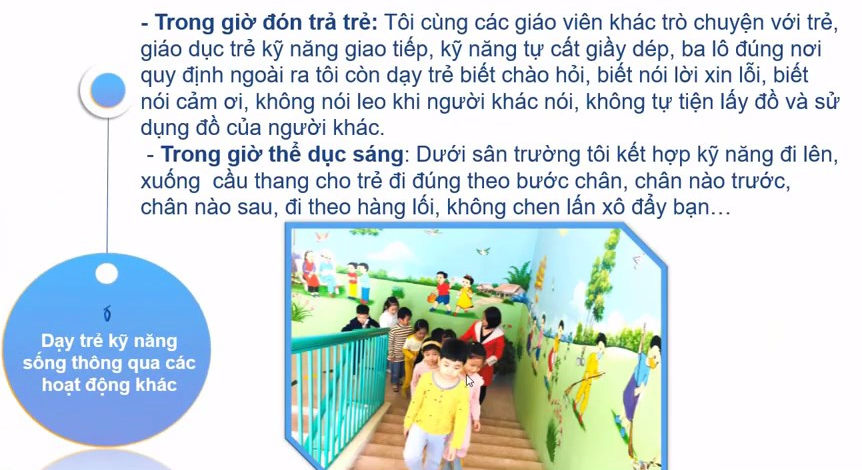 - Trong giờ đón trả trẻ: Tôi cùng các giáo viên khác trò chuyện với trẻ,
giáo dục trẻ kỹ năng giao tiếp, kỹ năng tự cất giầy dép, ba lô đúng nơi
quy định ngoài ra tôi còn dạy trẻ biết chào hỏi, biết nói lời xin lỗi, biết
nói cảm ơi, không nói leo khi người khác nói, không tự tiện lấy đồ và sử
dụng đồ của người khác.
- Trong giờ thể dục sáng: Dưới sân trường tôi kết hợp kỹ năng đi lên,
xuống cầu thang cho trẻ đi đúng theo bước chân, chân nào trước,
chân nào sau, đi theo hàng lối, không chen lấn xô đẩy bạn…
Dạy trẻ kỹ năng
sống thông qua các
hoạt động khác